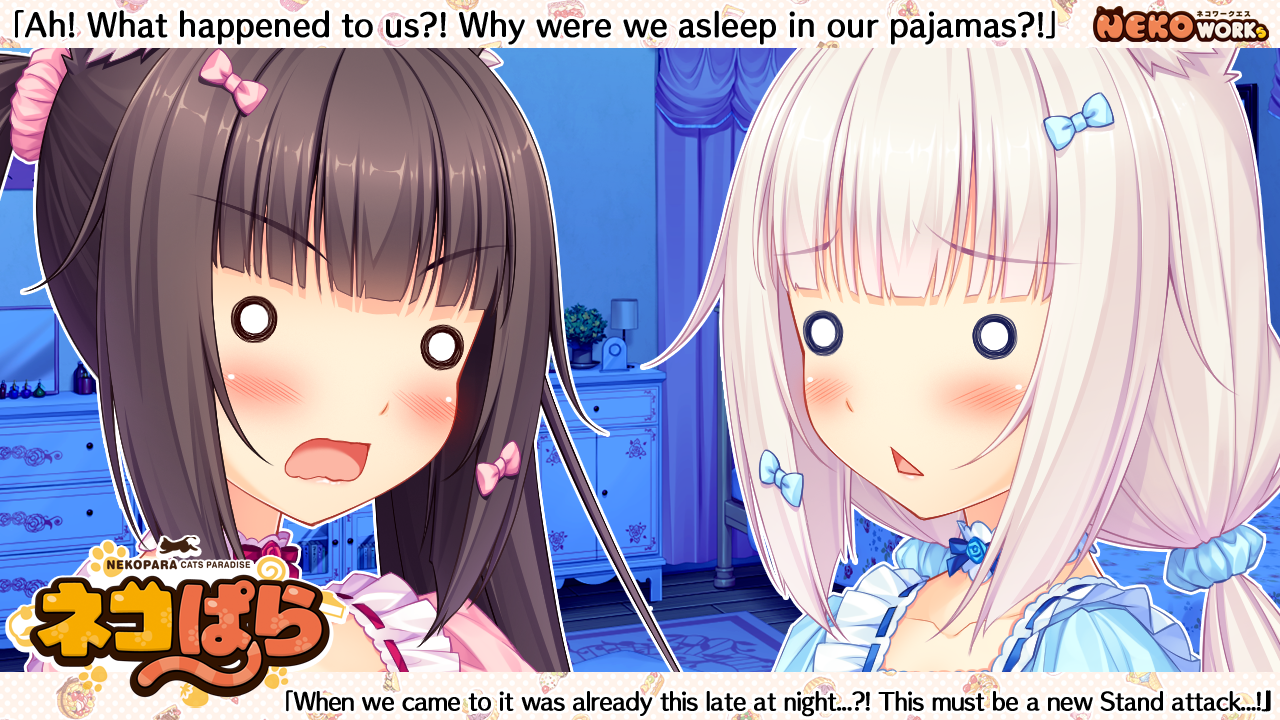 「Ah! What happened to us?! Why were we asleep in our pajamas?!」
ネコワークエス
NEKO WORKs
NEKOPARA CATS PARADISE
ネコぱら
「When we came to it was already this late at night...?! This must be a new Stand attack...!』